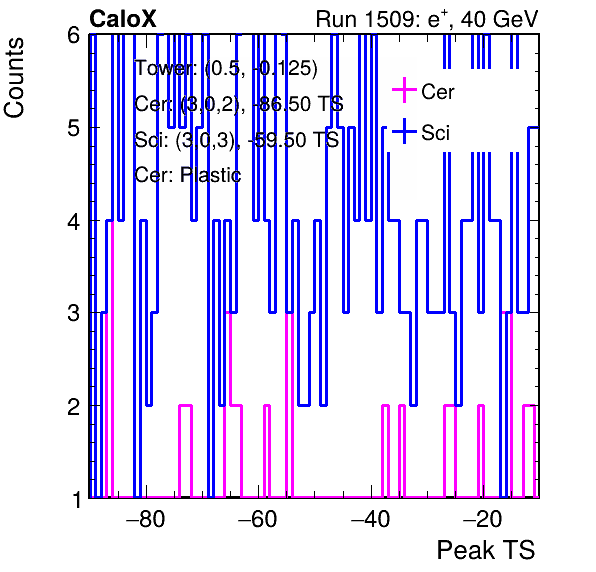 CaloX Run 1509: e+, 40 GeV
Counts
6
5
4
3
2
1
Tower: (0.5, -0.125)
Cer: (3,0,2), -86.50 TS
Sci: (3,0,3), -59.50 TS
Cer: Plastic
Cer
Sci
−80 −60 −40 −20
Peak TS